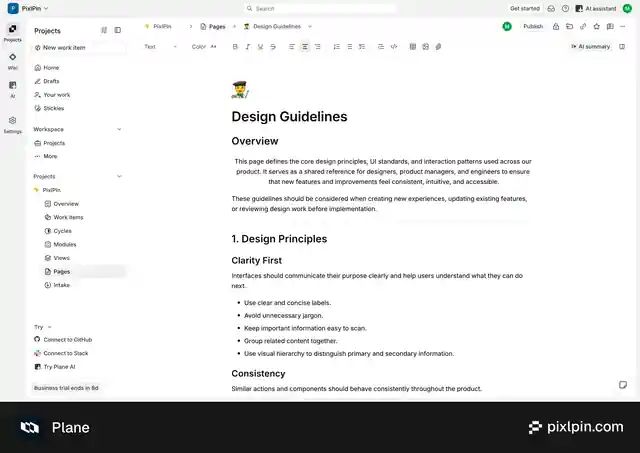 PixlPin
Search
Get started
AI assistant
M
Projects
Wiki
AI
Settings
Projects
New work item
Home
Drafts
Your work
Stickies
Workspace
Projects
More
Projects
PixlPin
Overview
Work items
Cycles
Modules
Views
Pages
Intake
Try
Connect to GitHub
Connect to Slack
Try Plane AI
Business trial ends in 8d
PixlPin > Pages > Design Guidelines
M
Publish
Text
Color Aa
B I U S
AI summary
Design Guidelines
Overview
This page defines the core design principles, UI standards, and interaction patterns used across our
product. It serves as a shared reference for designers, product managers, and engineers to ensure
that new features and improvements feel consistent, intuitive, and accessible.
These guidelines should be considered when creating new experiences, updating existing features,
or reviewing design work before implementation.
1. Design Principles
Clarity First
Interfaces should communicate their purpose clearly and help users understand what they can do
next.
• Use clear and concise labels.
• Avoid unnecessary jargon.
• Keep important information easy to scan.
• Group related content together.
• Use visual hierarchy to distinguish primary and secondary information.
Consistency
Similar actions and components should behave consistently throughout the product.
Plane
pixlpin.com